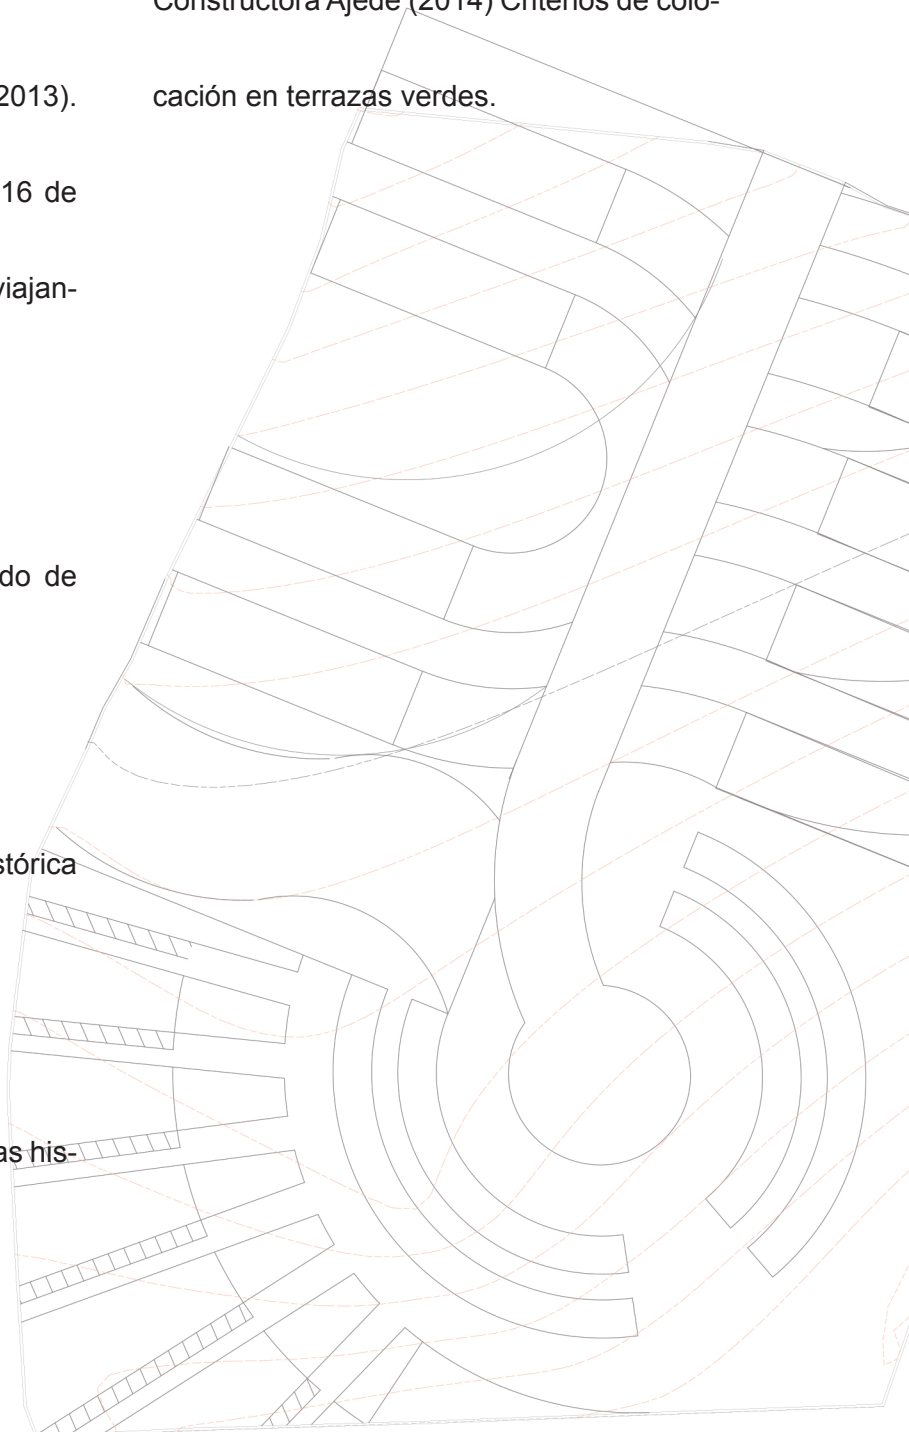 2013).
16 de
viajan-
do de
stórica
as his-
Constructora Ajede (2014) Criterios de colo-
cación en terrazas verdes.